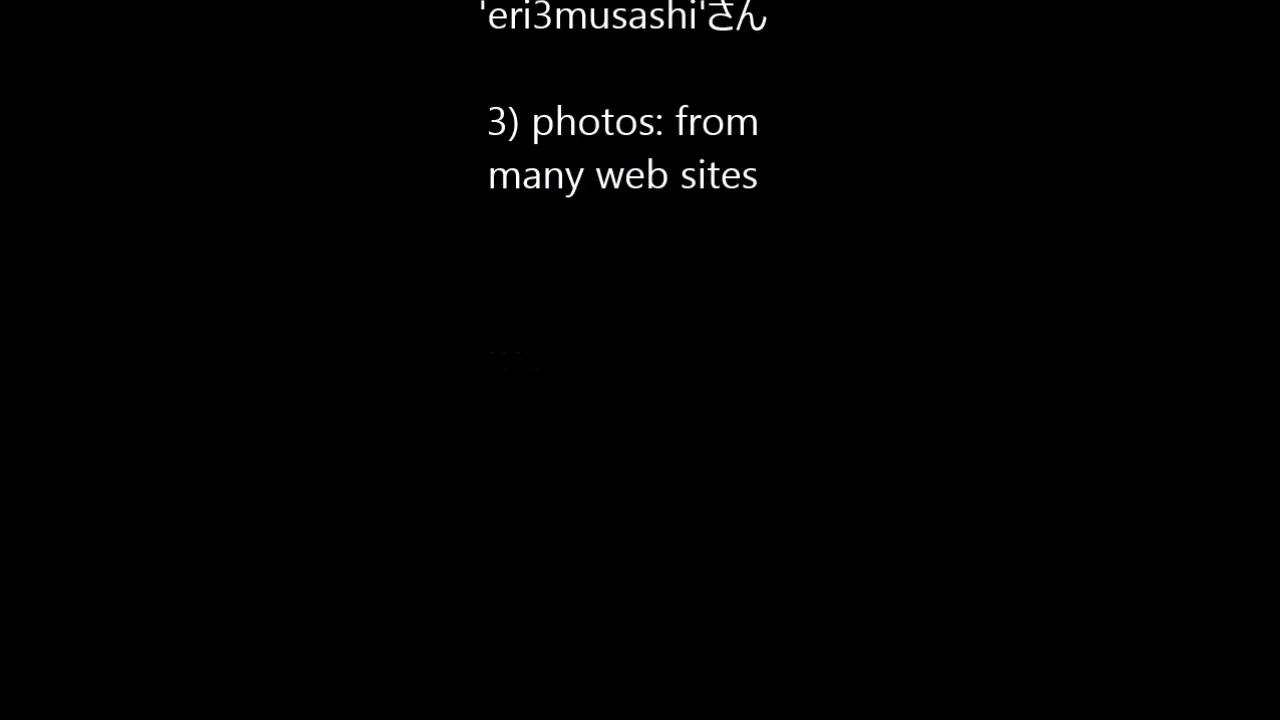 'eri3musashi'さん
3) photos: from
many web sites